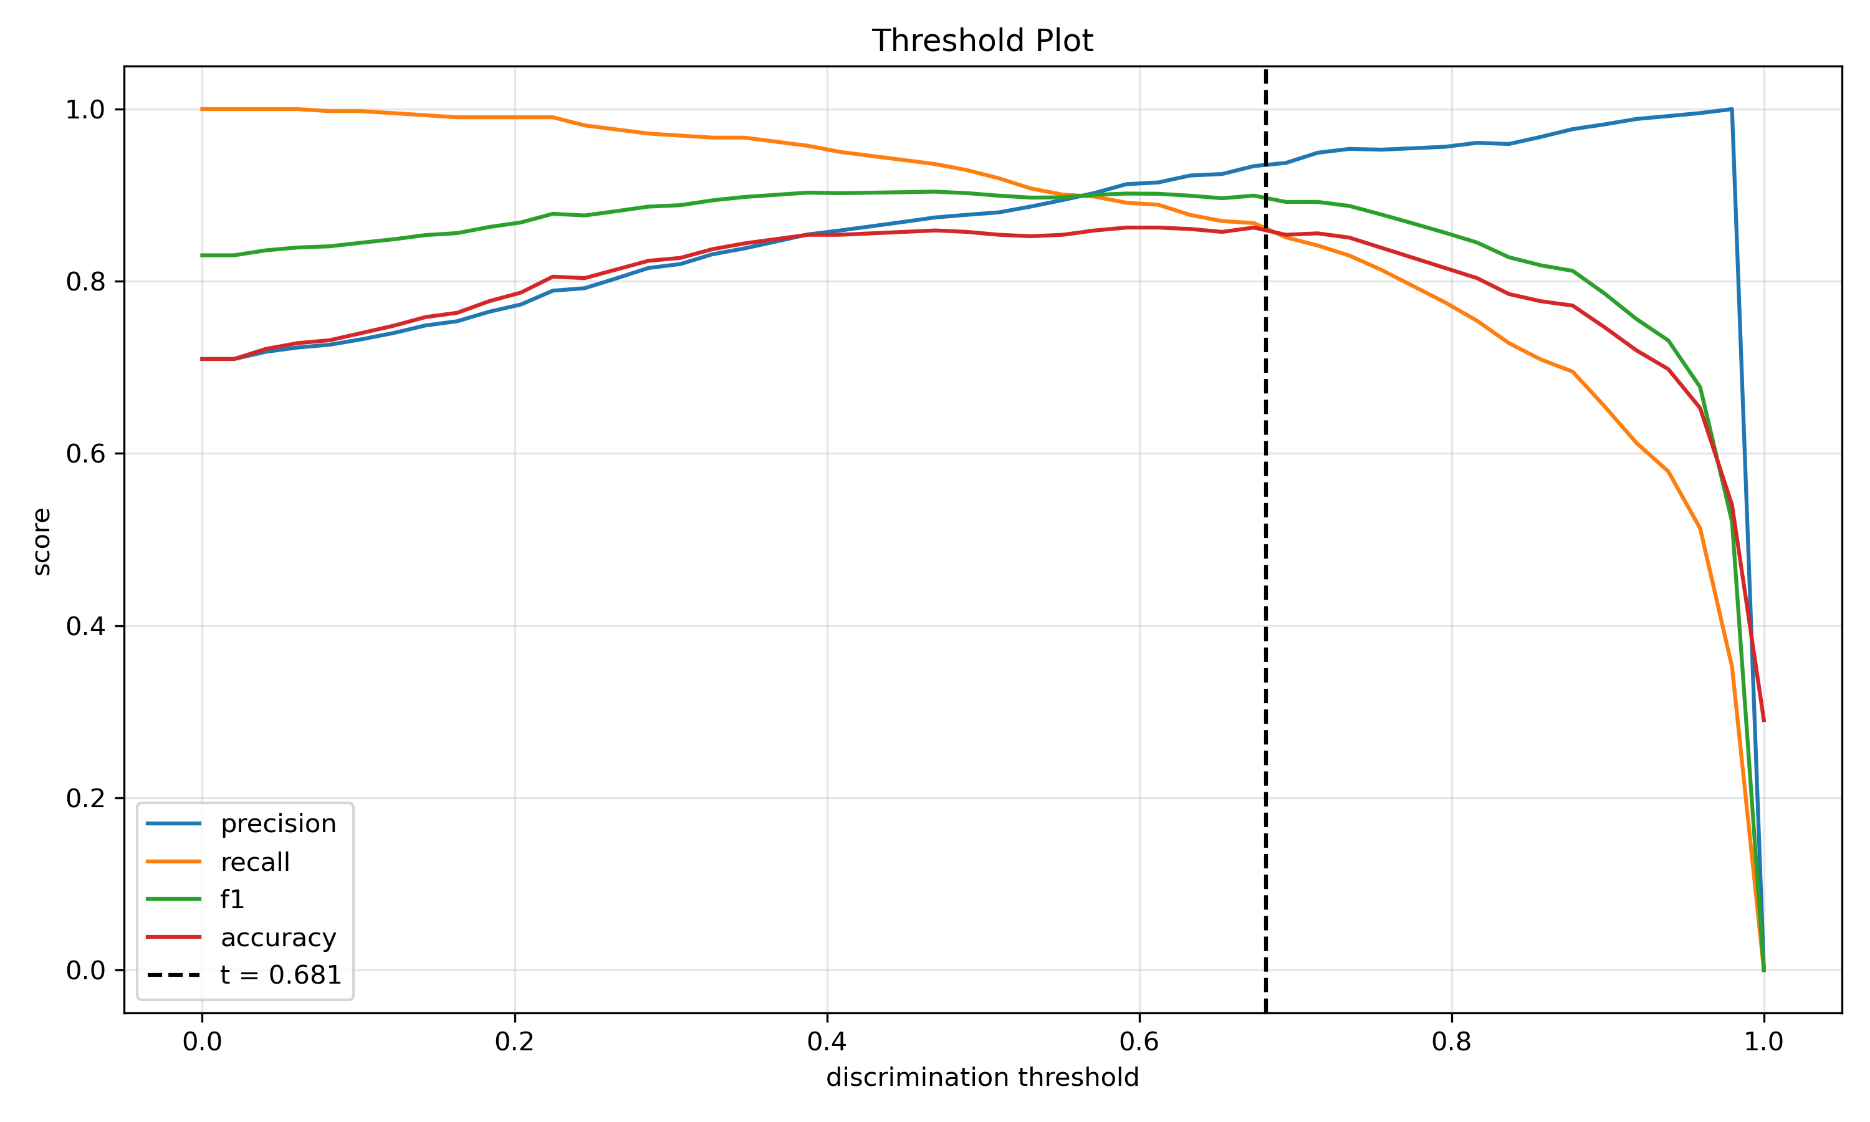 Threshold Plot
1.0
0.8
0.6
0.4
0.2
0.0
score
precision
recall
f1
accuracy
t = 0.681
0.0 0.2 0.4 0.6 0.8 1.0
discrimination threshold